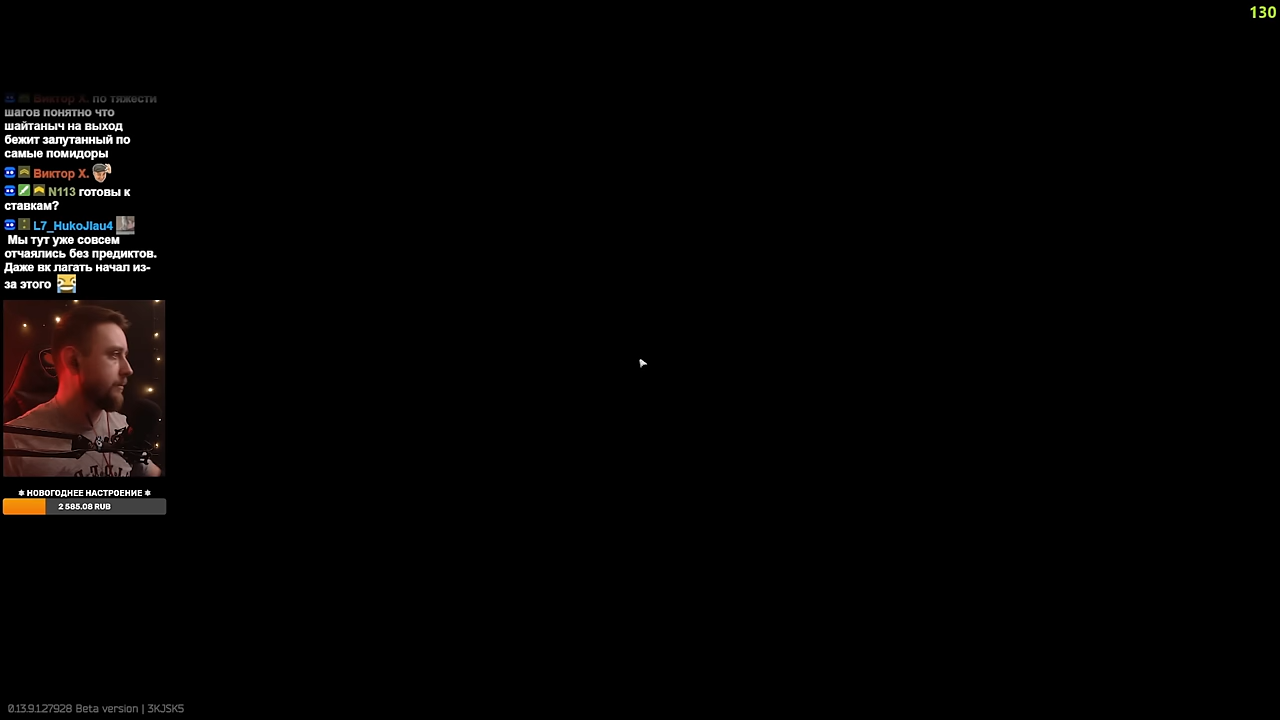 130
Виктор Х. по тяжести
шагов понятно что
шайтаныч на выход
бежит залутанный по
самые помидоры
Виктор Х.
N113 готовы к
ставкам?
L7_HukoJlau4
Мы тут уже совсем
отчаялись без предиктов.
Даже вк лагать начал из-
за этого
✱ НОВОГОДНЕЕ НАСТРОЕНИЕ ✱
2 585.08 RUB
0.13.9.1.27928 Beta version | 3KJSK5